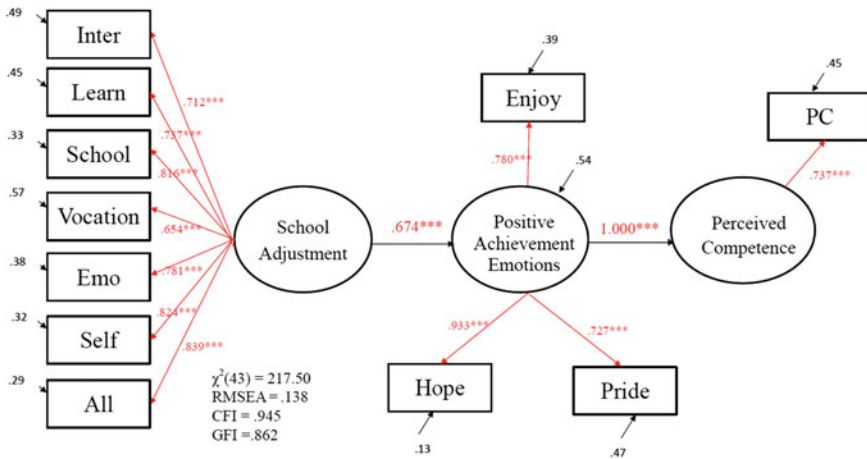 .49
Inter
.45
Learn
.33
School
.57
Vocation
.38
Emo
.32
Self
.29
All
.712***
.737***
.816***
.654***
.781***
.824***
.839***
School
Adjustment
.674***
.39
Enjoy
.780***
.54
Positive
Achievement
Emotions
1.000***
.45
PC
.737***
Perceived
Competence
.933***
.727***
Hope
.13
Pride
.47
χ²(43) = 217.50
RMSEA = .138
CFI = .945
GFI = .862